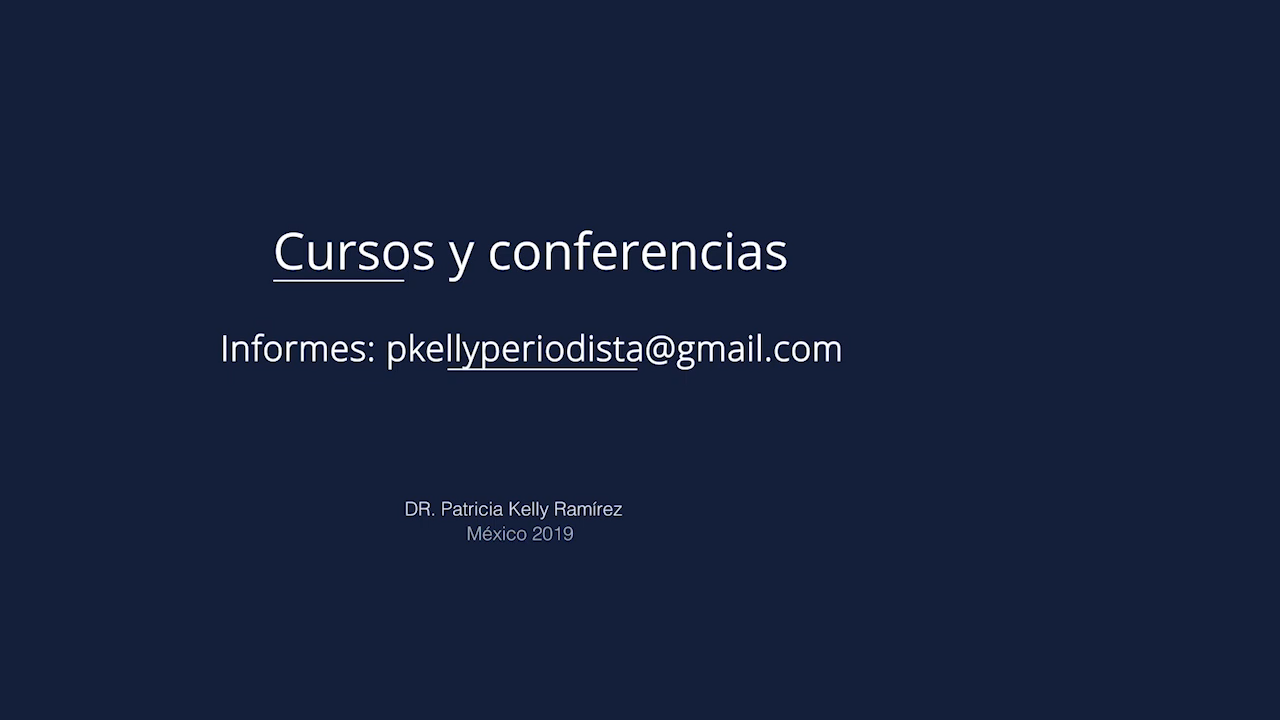 Cursos y conferencias
Informes: pkellyperiodista@gmail.com
DR. Patricia Kelly Ramírez
México 2019